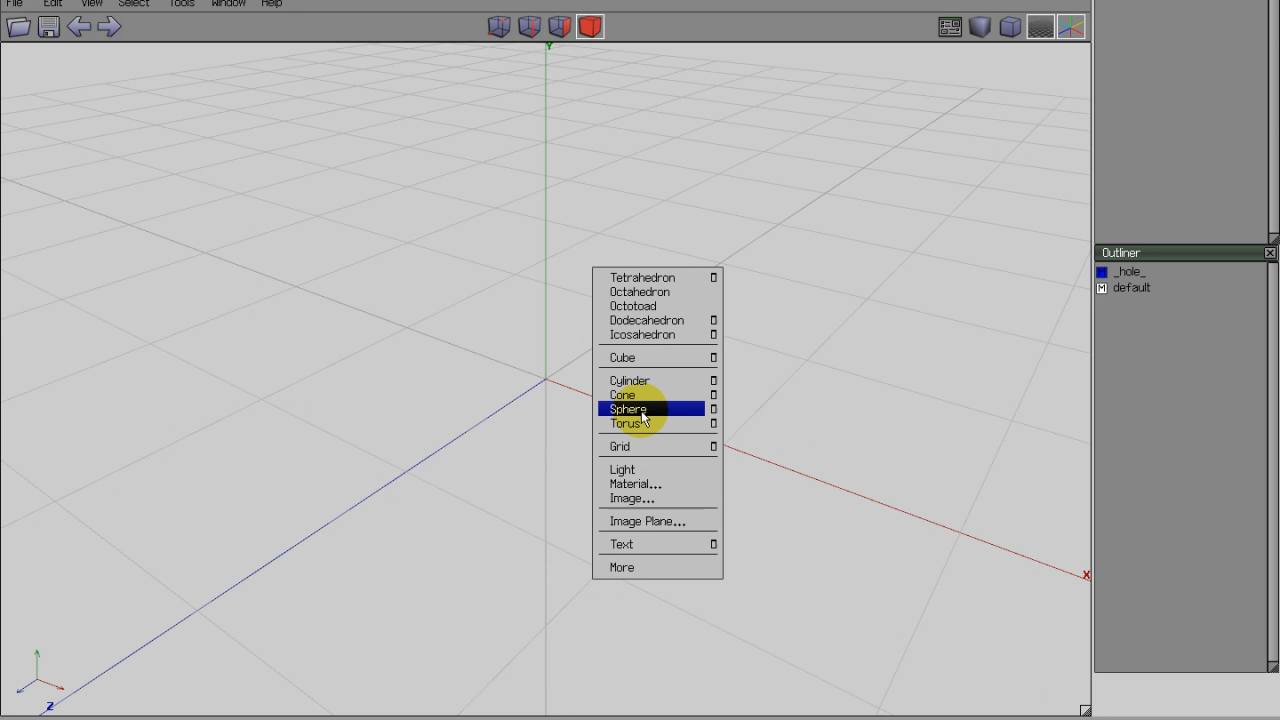 File Edit View Select Tools Window Help
Y
Outliner
_hole_
M default
Tetrahedron
Octahedron
Octotoad
Dodecahedron
Icosahedron
Cube
Cylinder
Cone
Sphere
Torus
Grid
Light
Material...
Image...
Image Plane...
Text
More
X
Z